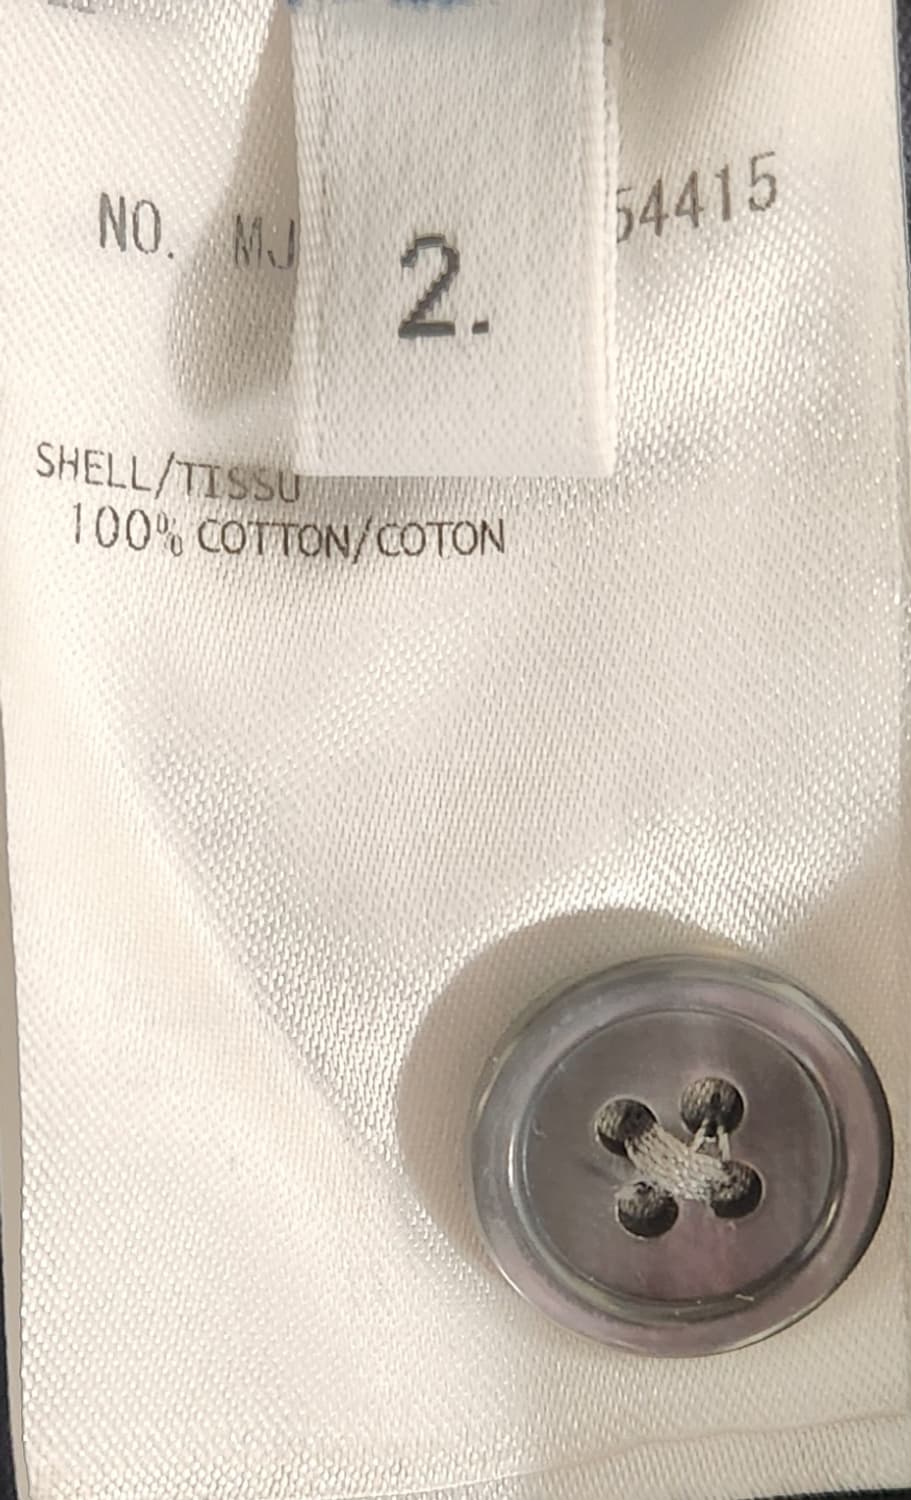 NO. MJ 54415
2.
SHELL/TISSU
100% COTTON/COTON